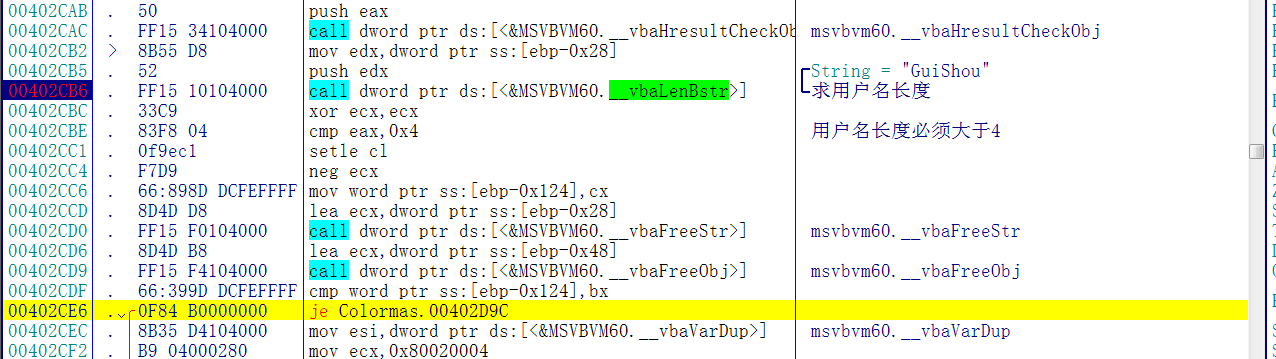 00402CAB . 50 push eax
00402CAC . FF15 34104000 call dword ptr ds:[<&MSVBVM60.__vbaHresultCheckOb msvbvm60.__vbaHresultCheckObj
00402CB2 > 8B55 D8 mov edx,dword ptr ss:[ebp-0x28]
00402CB5 . 52 push edx String = "GuiShou"
00402CB6 . FF15 10104000 call dword ptr ds:[<&MSVBVM60.__vbaLenBstr>] 求用户名长度
00402CBC . 33C9 xor ecx,ecx
00402CBE . 83F8 04 cmp eax,0x4 用户名长度必须大于4
00402CC1 . 0f9ec1 setle cl
00402CC4 . F7D9 neg ecx
00402CC6 . 66:898D DCFEFFFF mov word ptr ss:[ebp-0x124],cx
00402CCD . 8D4D D8 lea ecx,dword ptr ss:[ebp-0x28]
00402CD0 . FF15 F0104000 call dword ptr ds:[<&MSVBVM60.__vbaFreeStr>] msvbvm60.__vbaFreeStr
00402CD6 . 8D4D B8 lea ecx,dword ptr ss:[ebp-0x48]
00402CD9 . FF15 F4104000 call dword ptr ds:[<&MSVBVM60.__vbaFreeObj>] msvbvm60.__vbaFreeObj
00402CDF . 66:399D DCFEFFFF cmp word ptr ss:[ebp-0x124],bx
00402CE6 . 0F84 B0000000 je Colormas.00402D9C
00402CEC . 8B35 D4104000 mov esi,dword ptr ds:[<&MSVBVM60.__vbaVarDup>] msvbvm60.__vbaVarDup
00402CF2 . B9 04000280 mov ecx,0x80020004